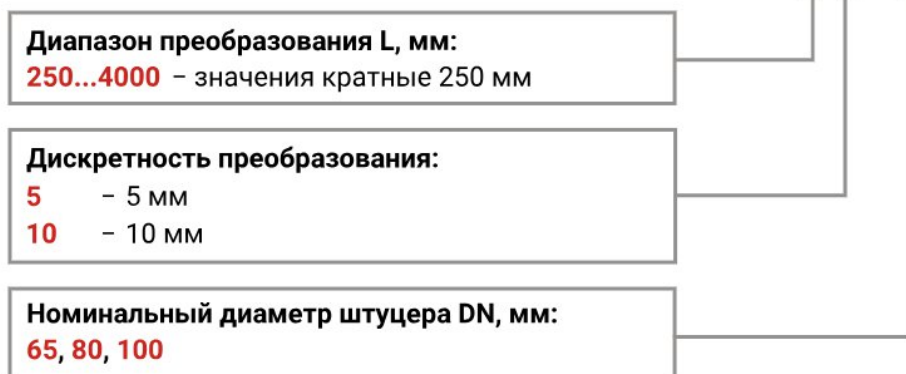 Диапазон преобразования L, мм:
250...4000 – значения кратные 250 мм
Дискретность преобразования:
5 – 5 мм
10 – 10 мм
Номинальный диаметр штуцера DN, мм:
65, 80, 100